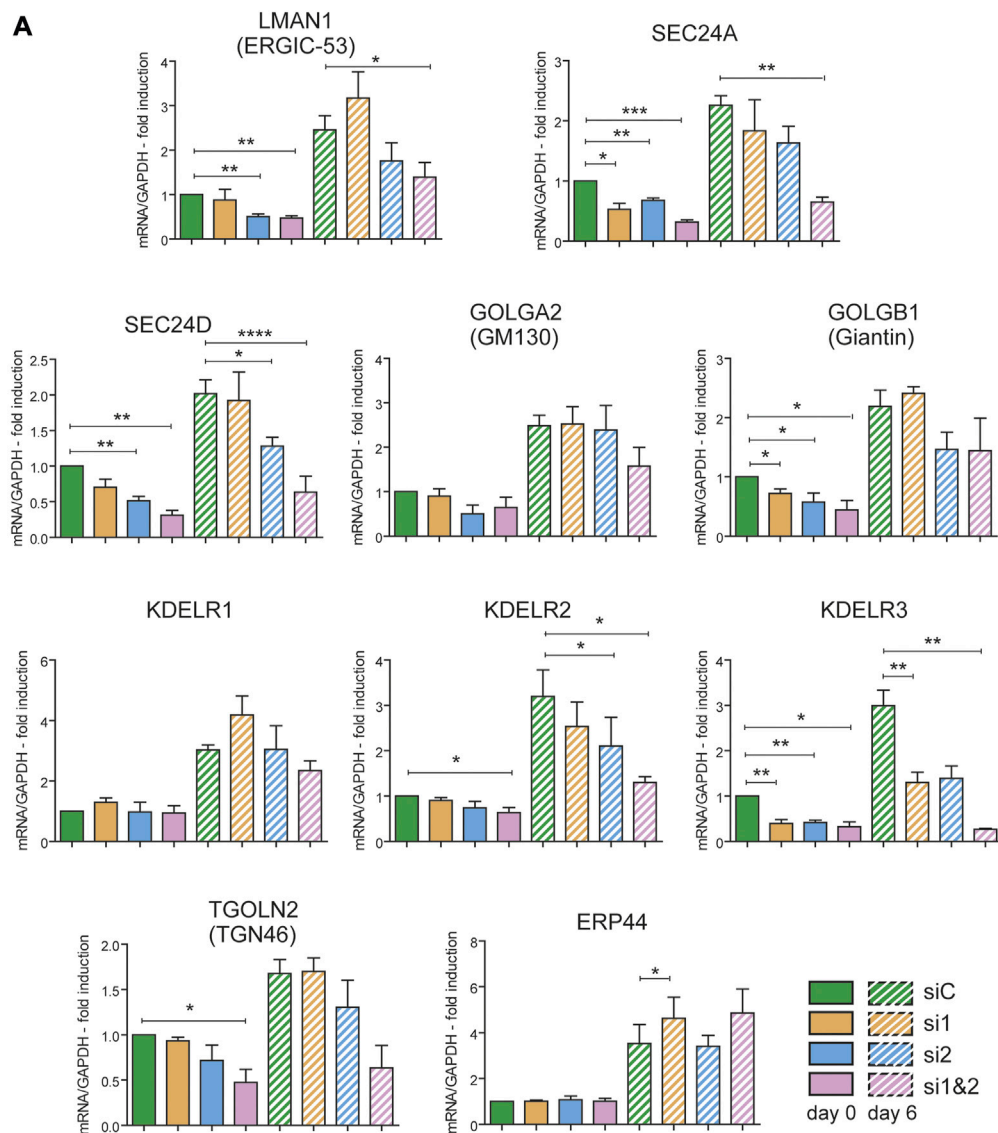 A
LMAN1
(ERGIC-53)
mRNA/GAPDH - fold induction
4
3
2
1
0
**
**
*
SEC24A
mRNA/GAPDH - fold induction
3
2
1
0
*
**
***
**
SEC24D
mRNA/GAPDH - fold induction
2.5
2.0
1.5
1.0
0.5
0.0
**
**
****
*
GOLGA2
(GM130)
mRNA/GAPDH - fold induction
4
3
2
1
0
GOLGB1
(Giantin)
mRNA/GAPDH - fold induction
3
2
1
0
*
*
*
KDELR1
mRNA/GAPDH - fold induction
6
4
2
0
KDELR2
mRNA/GAPDH - fold induction
4
3
2
1
0
*
*
*
KDELR3
mRNA/GAPDH - fold induction
4
3
2
1
0
*
**
**
**
**
TGOLN2
(TGN46)
mRNA/GAPDH - fold induction
2.0
1.5
1.0
0.5
0.0
*
ERP44
mRNA/GAPDH - fold induction
8
6
4
2
0
*
siC
si1
si2
si1&2
day 0 day 6